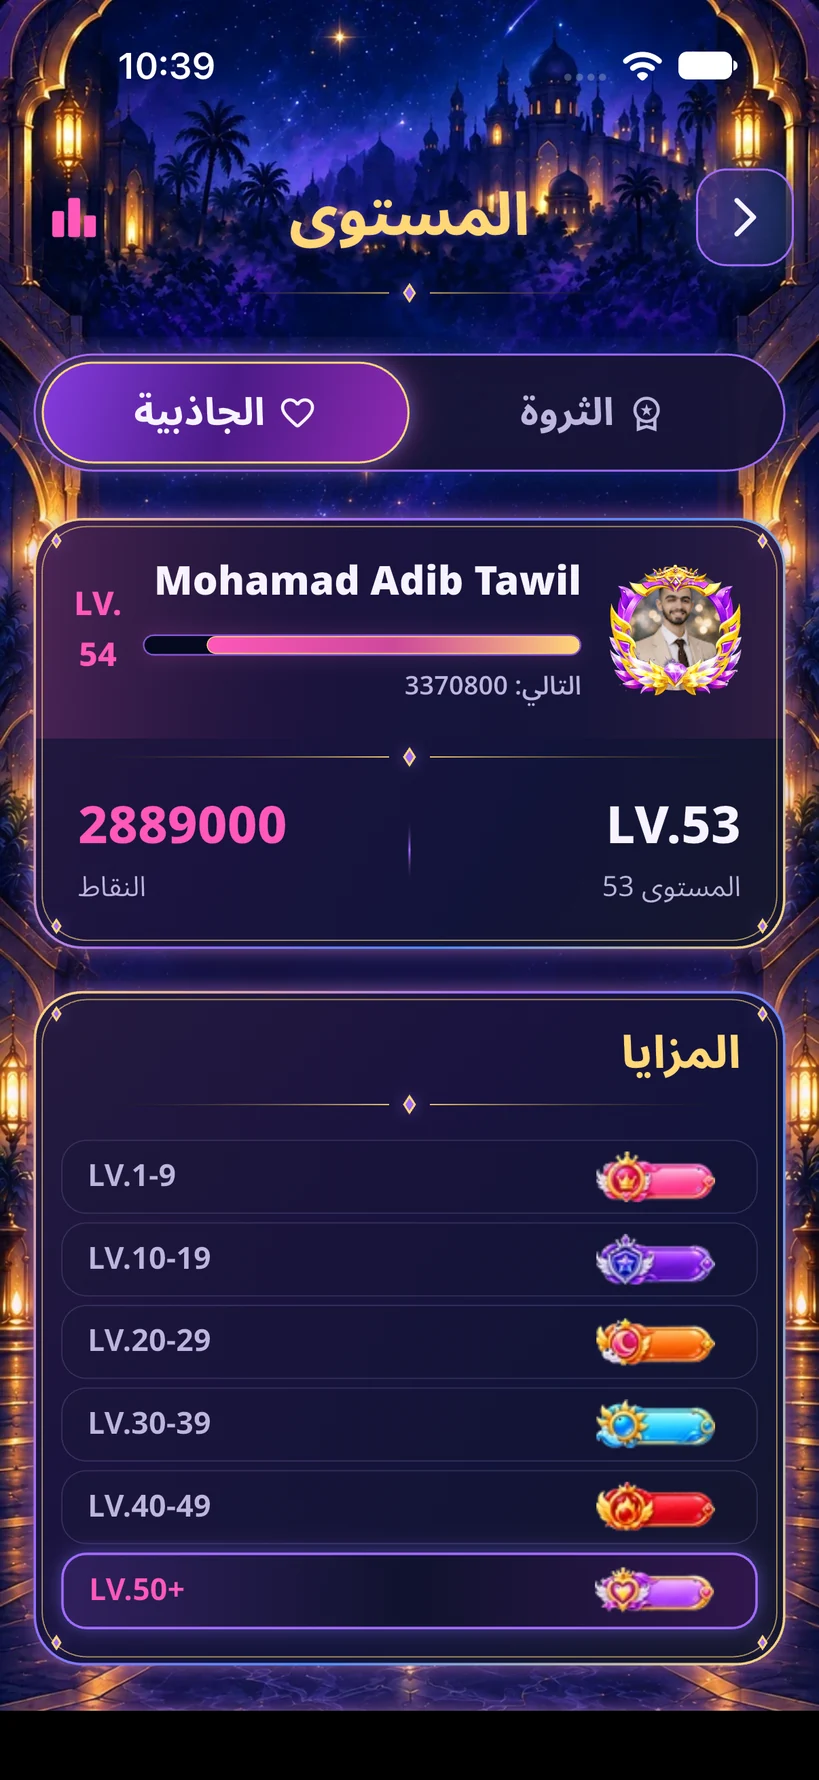 10:39
المستوى
الثروة
الجاذبية
Mohamad Adib Tawil
LV.
54
التالي: 3370800
LV.53
المستوى 53
2889000
النقاط
المزايا
LV.1-9
LV.10-19
LV.20-29
LV.30-39
LV.40-49
LV.50+